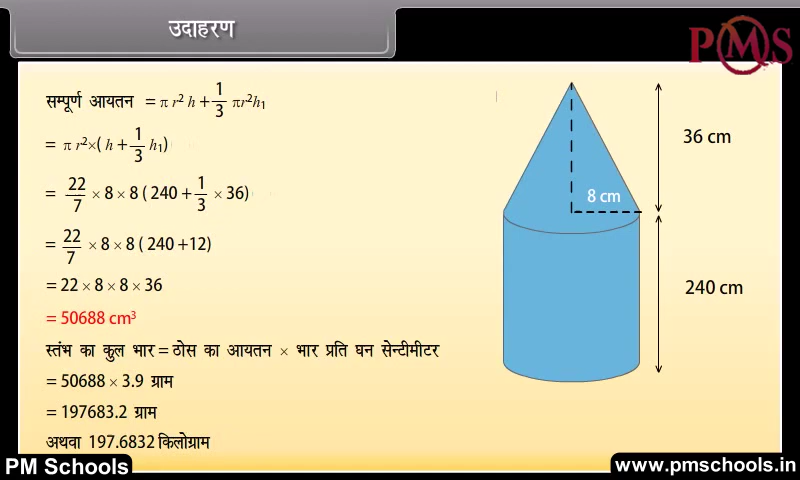 उदाहरण
PMS
सम्पूर्ण आयतन = π r² h + 1/3 πr²h₁
= π r²×( h + 1/3 h₁)
= 22/7 × 8 × 8 ( 240 + 1/3 × 36)
= 22/7 × 8 × 8 ( 240 +12)
= 22 × 8 × 8 × 36
= 50688 cm³
स्तंभ का कुल भार = ठोस का आयतन × भार प्रति घन सेन्टीमीटर
= 50688 × 3.9 ग्राम
= 197683.2 ग्राम
अथवा 197.6832 किलोग्राम
36 cm
8 cm
240 cm
PM Schools
www.pmschools.in